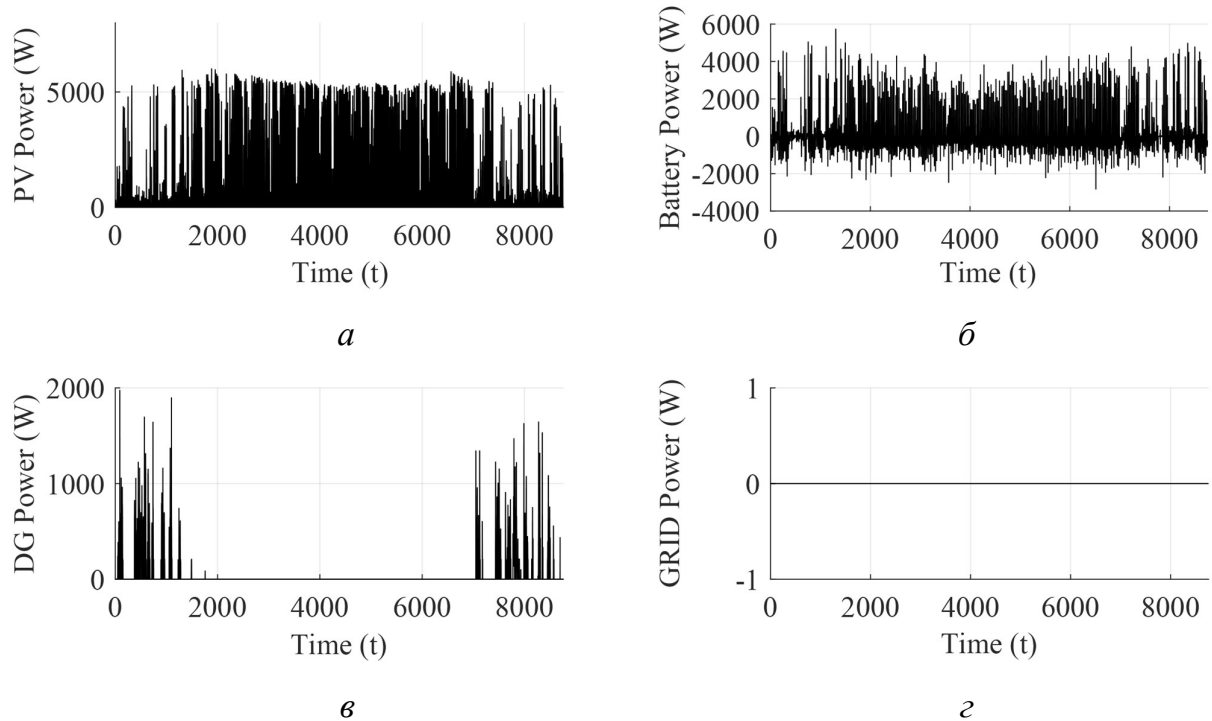 PV Power (W)
5000
0
0 2000 4000 6000 8000
Time (t)
а
Battery Power (W)
6000
4000
2000
0
-2000
-4000
0 2000 4000 6000 8000
Time (t)
б
DG Power (W)
2000
1000
0
0 2000 4000 6000 8000
Time (t)
в
GRID Power (W)
1
0
-1
0 2000 4000 6000 8000
Time (t)
г